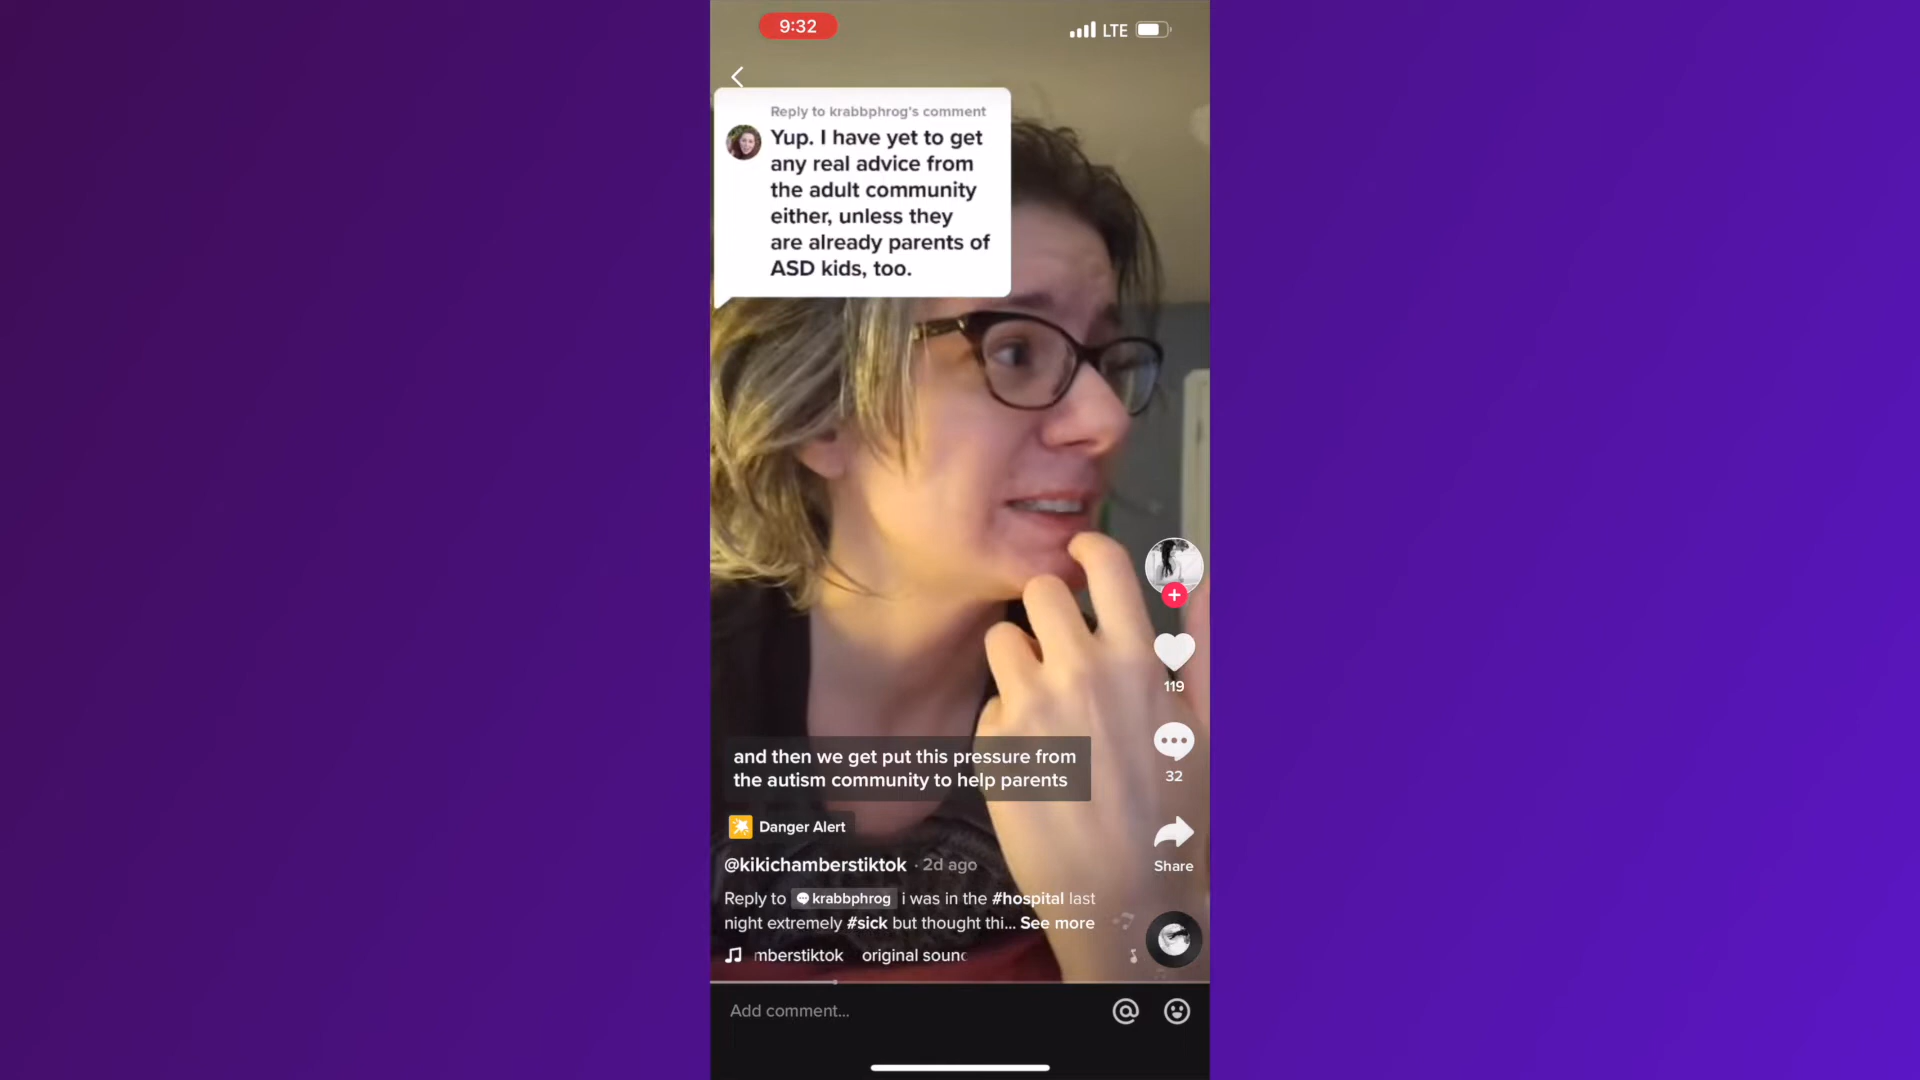 9:32
LTE
Reply to krabbphrog's comment
Yup. I have yet to get
any real advice from
the adult community
either, unless they
are already parents of
ASD kids, too.
119
and then we get put this pressure from
the autism community to help parents
32
Danger Alert
Share
@kikichamberstiktok · 2d ago
Reply to krabbphrog i was in the #hospital last
night extremely #sick but thought thi... See more
mberstiktok original soun
Add comment...